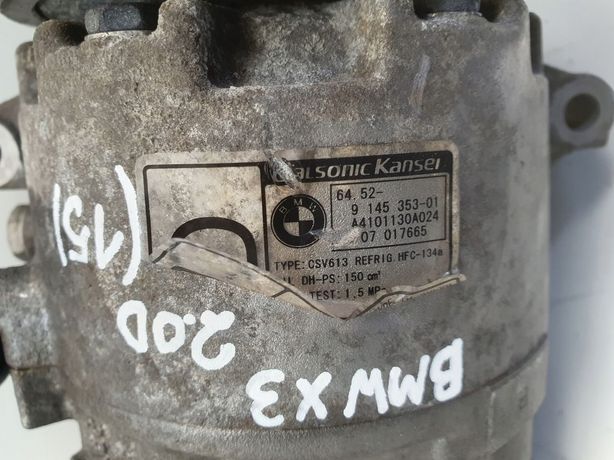 Calsonic Kansei
BMW
64.52-
9 145 353-01
A4101130A024
07 017665
TYPE: CSV613 REFRIG. HFC-134a
DH-PS: 150 cm³
TEST: 1,5 MPa
(15)
2.0D
BMW X3